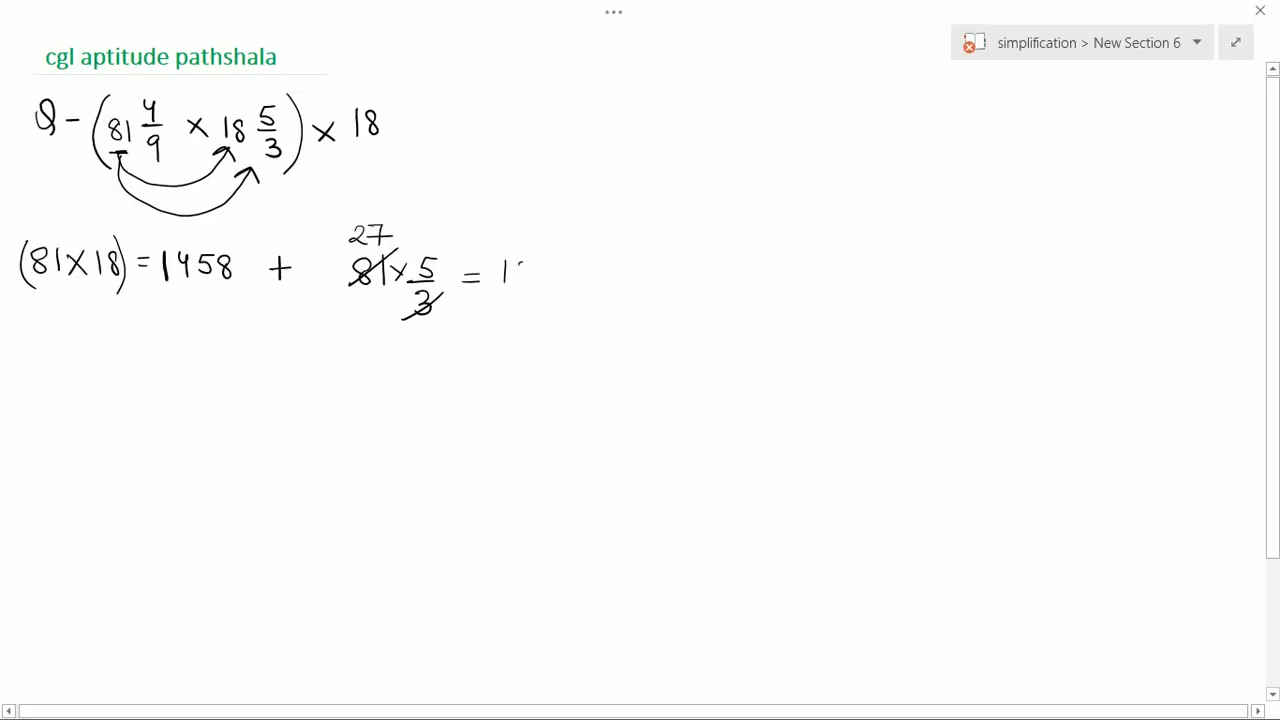 simplification > New Section 6
cgl aptitude pathshala
Q - (81 4/9 × 18 5/3) × 18
27
(81×18) = 1458 + 81 × 5/3 = 1